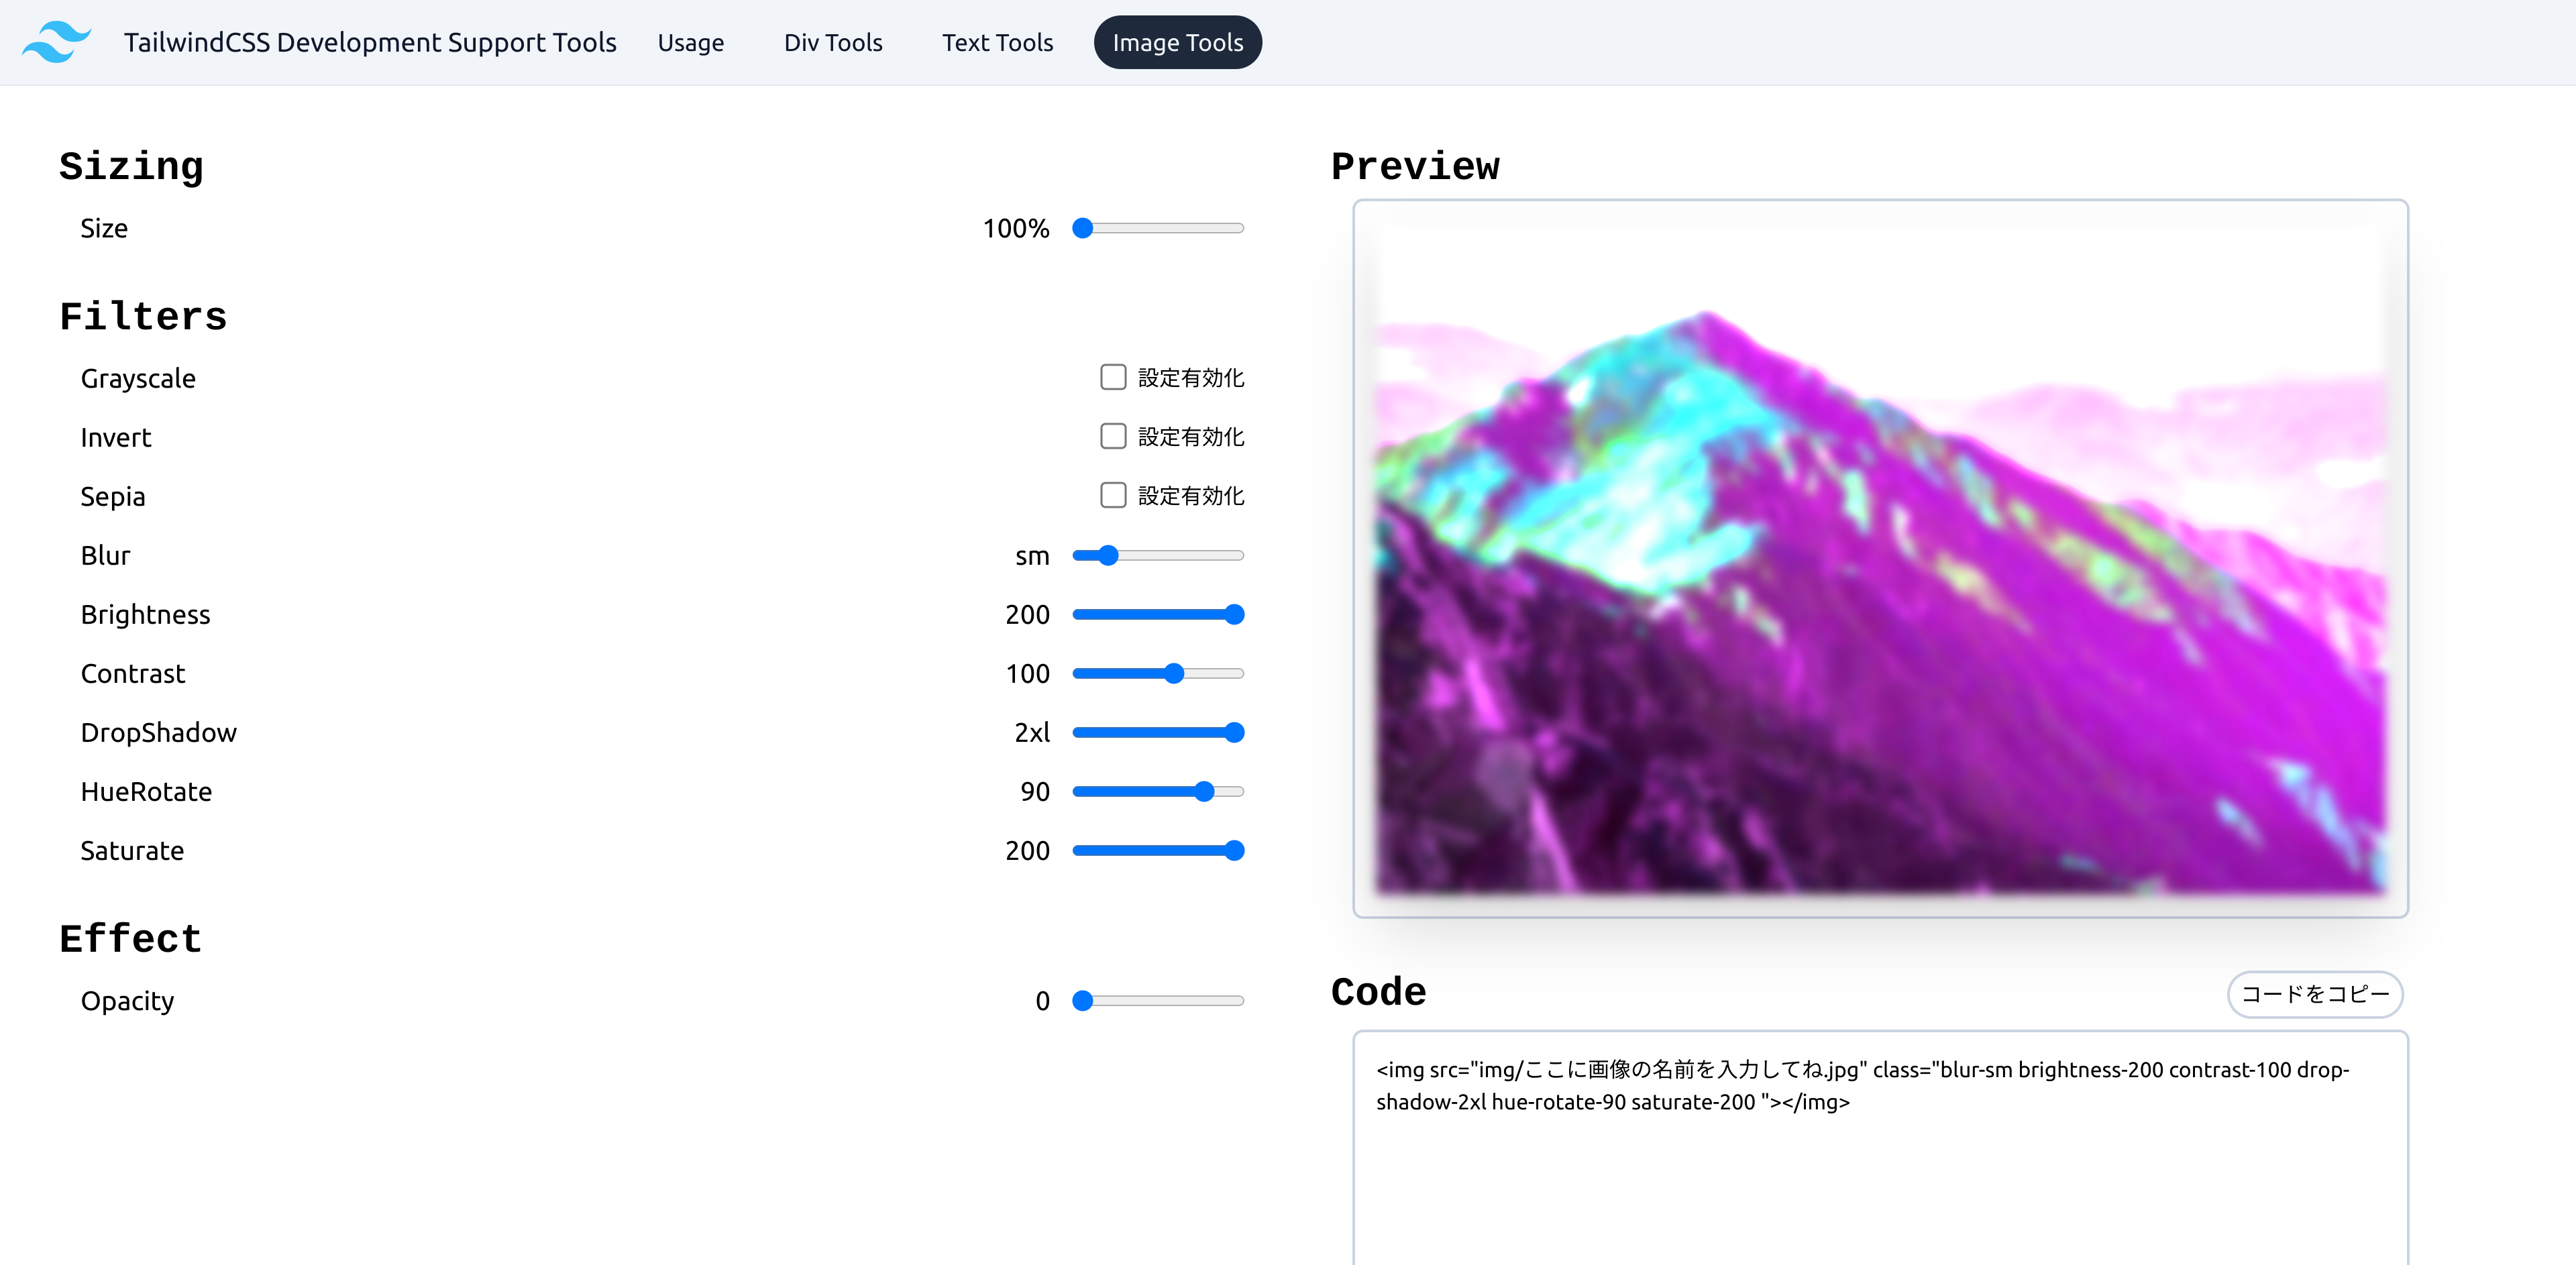 TailwindCSS Development Support Tools Usage Div Tools Text Tools Image Tools
Sizing
Size 100%
Filters
Grayscale 設定有効化
Invert 設定有効化
Sepia 設定有効化
Blur sm
Brightness 200
Contrast 100
DropShadow 2xl
HueRotate 90
Saturate 200
Effect
Opacity 0
Preview
Code コードをコピー
<img src="img/ここに画像の名前を入力してね.jpg" class="blur-sm brightness-200 contrast-100 drop-
shadow-2xl hue-rotate-90 saturate-200 "></img>